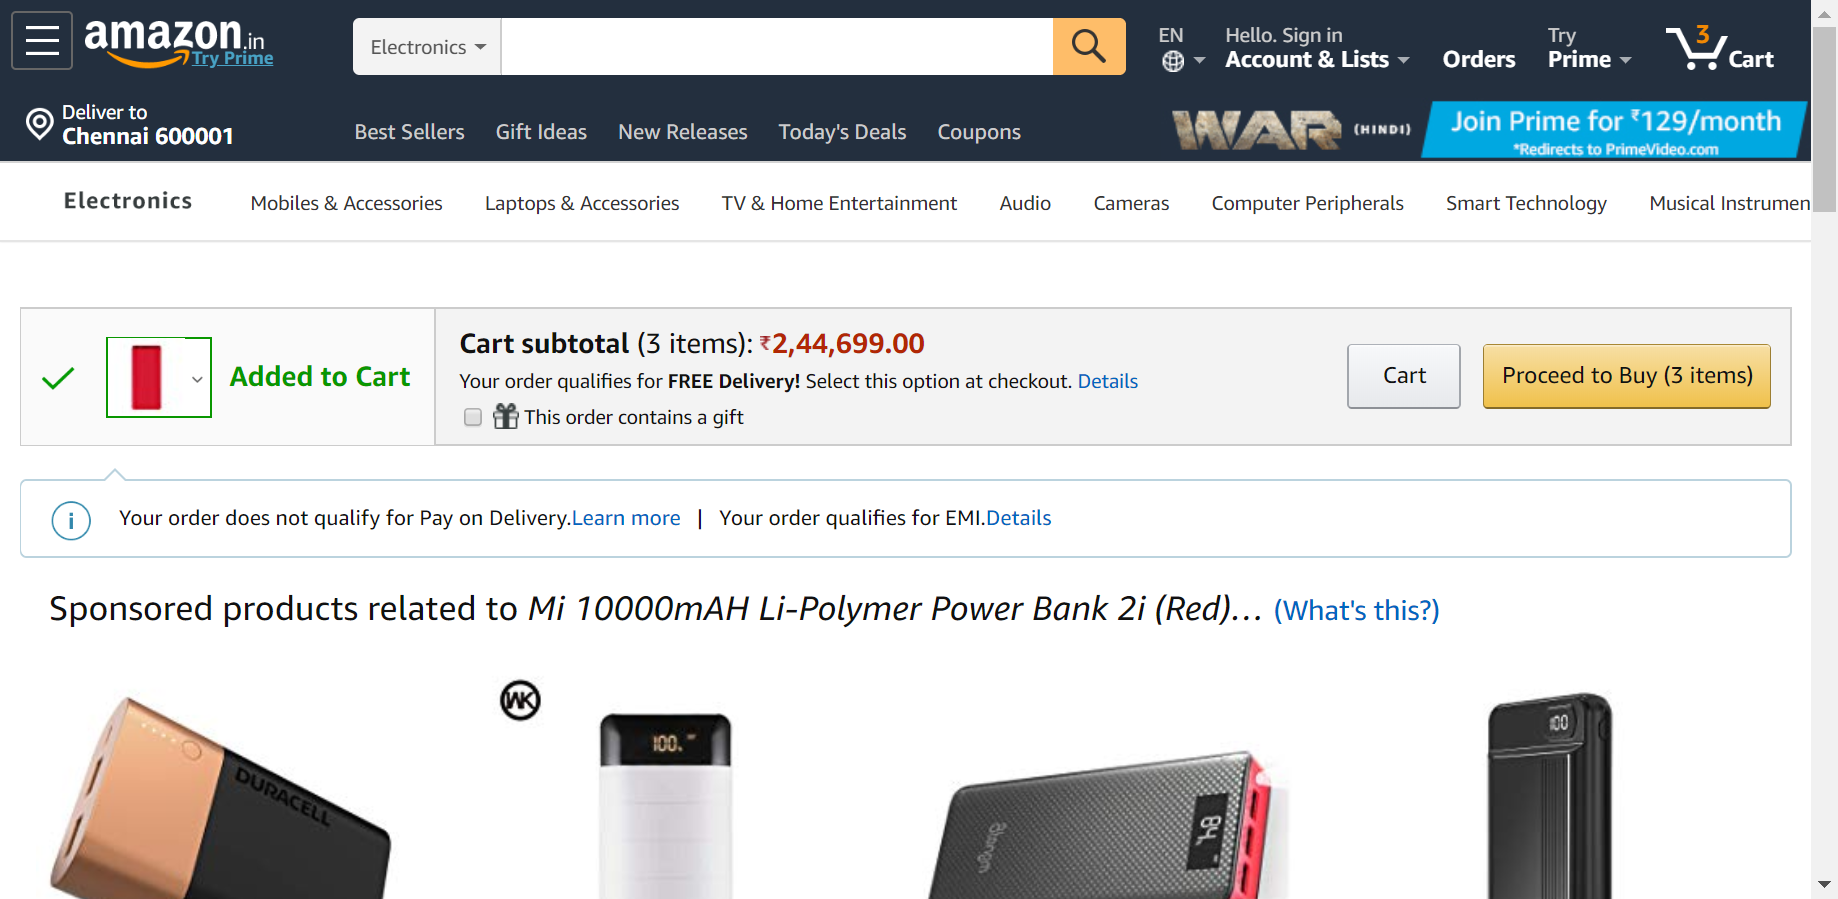 amazon.in
Try Prime
Electronics
EN
Hello. Sign in
Account & Lists
Orders
Try
Prime
3
Cart
Deliver to
Chennai 600001
Best Sellers Gift Ideas New Releases Today's Deals Coupons
WAR (HINDI)
Join Prime for ₹129/month
*Redirects to PrimeVideo.com
Electronics Mobiles & Accessories Laptops & Accessories TV & Home Entertainment Audio Cameras Computer Peripherals Smart Technology Musical Instrumen
Added to Cart
Cart subtotal (3 items): ₹2,44,699.00
Your order qualifies for FREE Delivery! Select this option at checkout. Details
This order contains a gift
Cart
Proceed to Buy (3 items)
i
Your order does not qualify for Pay on Delivery.Learn more | Your order qualifies for EMI.Details
Sponsored products related to Mi 10000mAH Li-Polymer Power Bank 2i (Red)… (What's this?)
DURACELL
WK
100.
84
100